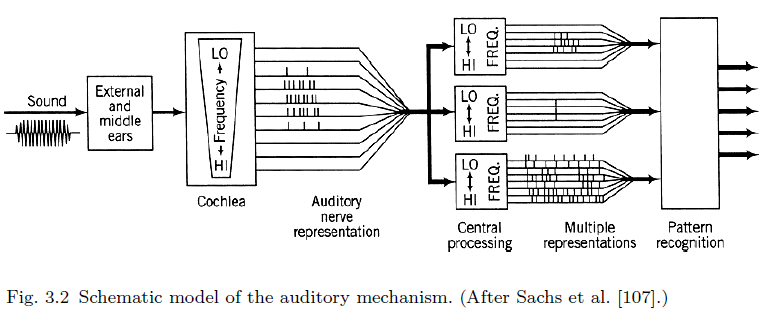 Sound
External
and
middle
ears
LO
Frequency
HI
Cochlea
Auditory
nerve
representation
LO
HI
FREQ.
LO
HI
FREQ.
LO
HI
FREQ.
Central
processing
Multiple
representations
Pattern
recognition
Fig. 3.2 Schematic model of the auditory mechanism. (After Sachs et al. [107].)